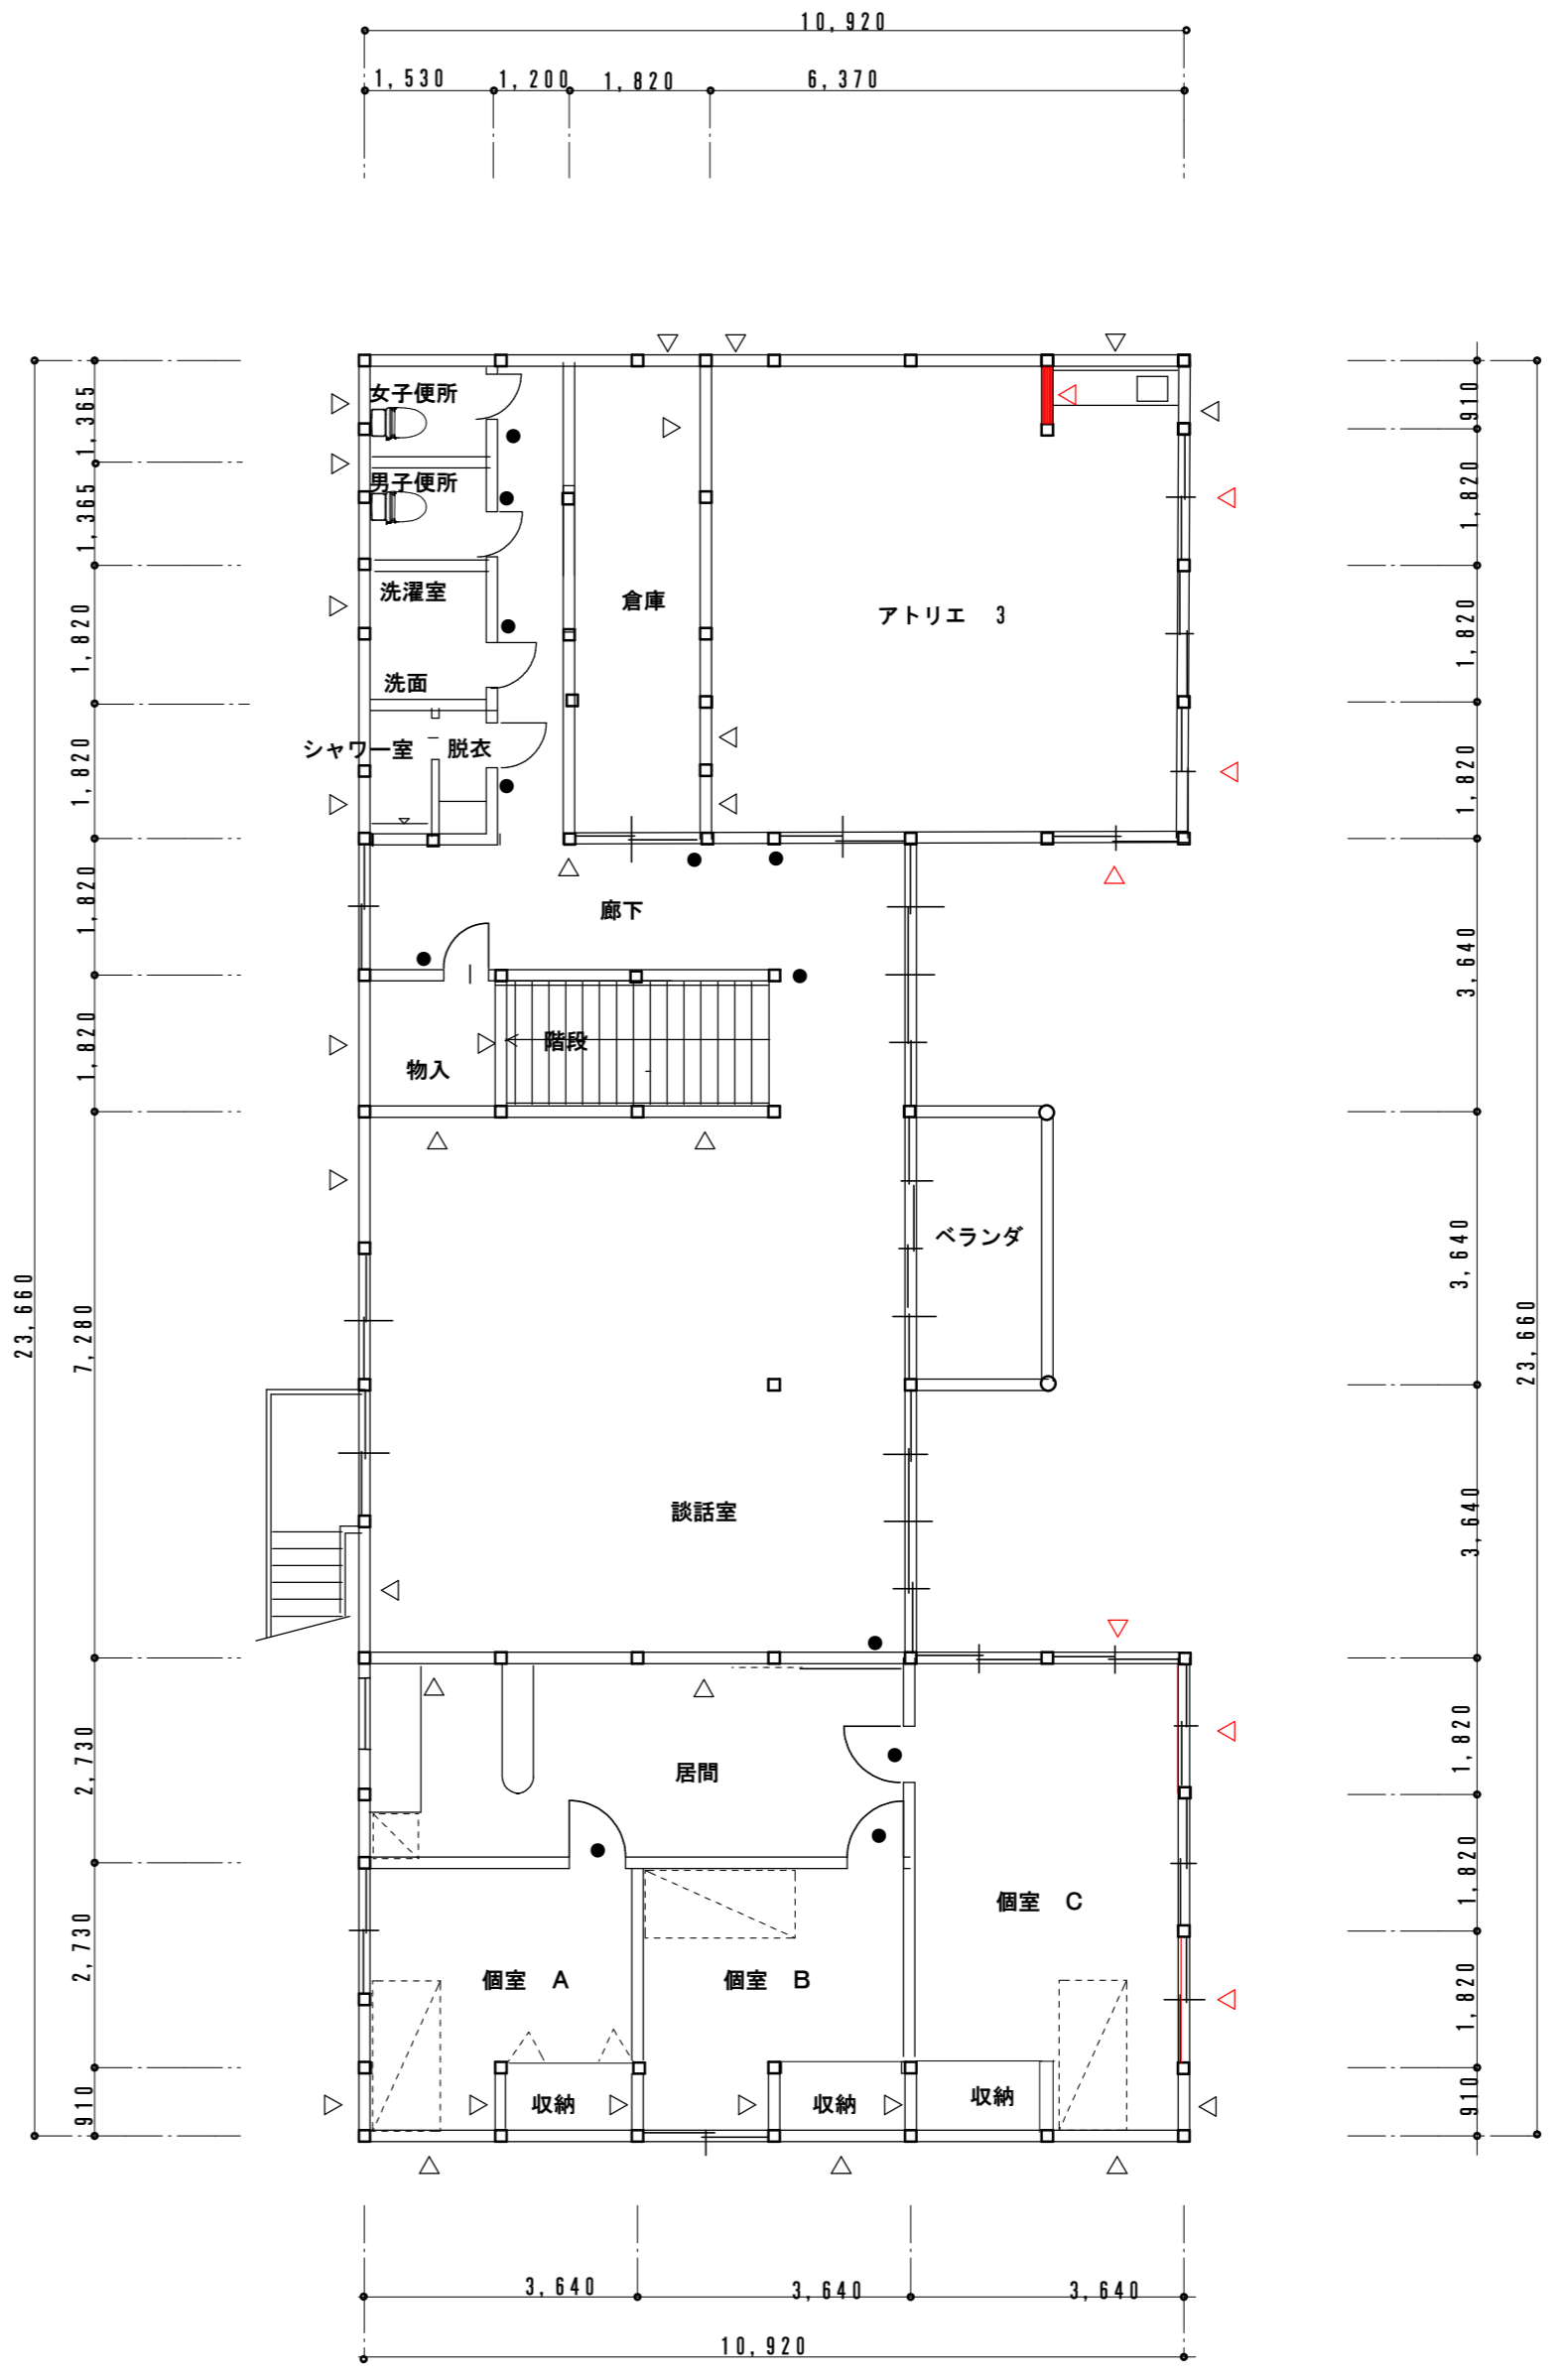 10,920
1,530
1,200
1,820
6,370
女子便所
男子便所
洗濯室
洗面
シャワー室
脱衣
倉庫
アトリエ 3
廊下
階段
物入
ベランダ
談話室
居間
個室 A
個室 B
個室 C
収納
収納
収納
23,660
1,365
1,365
1,820
1,820
1,820
1,820
7,280
2,730
2,730
910
910
1,820
1,820
1,820
3,640
3,640
3,640
1,820
1,820
1,820
910
23,660
3,640
3,640
3,640
10,920